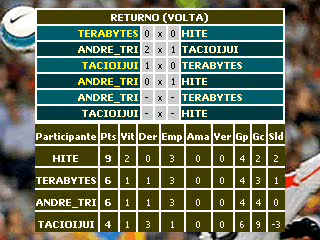 RETURNO (VOLTA)
TERABYTES 0 x 0 HITE
ANDRE_TRI 2 x 1 TACIOIJUI
TACIOIJUI 1 x 0 TERABYTES
ANDRE_TRI 0 x 1 HITE
ANDRE_TRI - x - TERABYTES
TACIOIJUI - x - HITE
Participante Pts Vit Der Emp Ama Ver Gp Gc Sld
HITE 9 2 0 3 0 0 4 2 2
TERABYTES 6 1 1 3 0 0 4 3 1
ANDRE_TRI 6 1 1 3 0 0 4 4 0
TACIOIJUI 4 1 3 1 0 0 6 9 -3